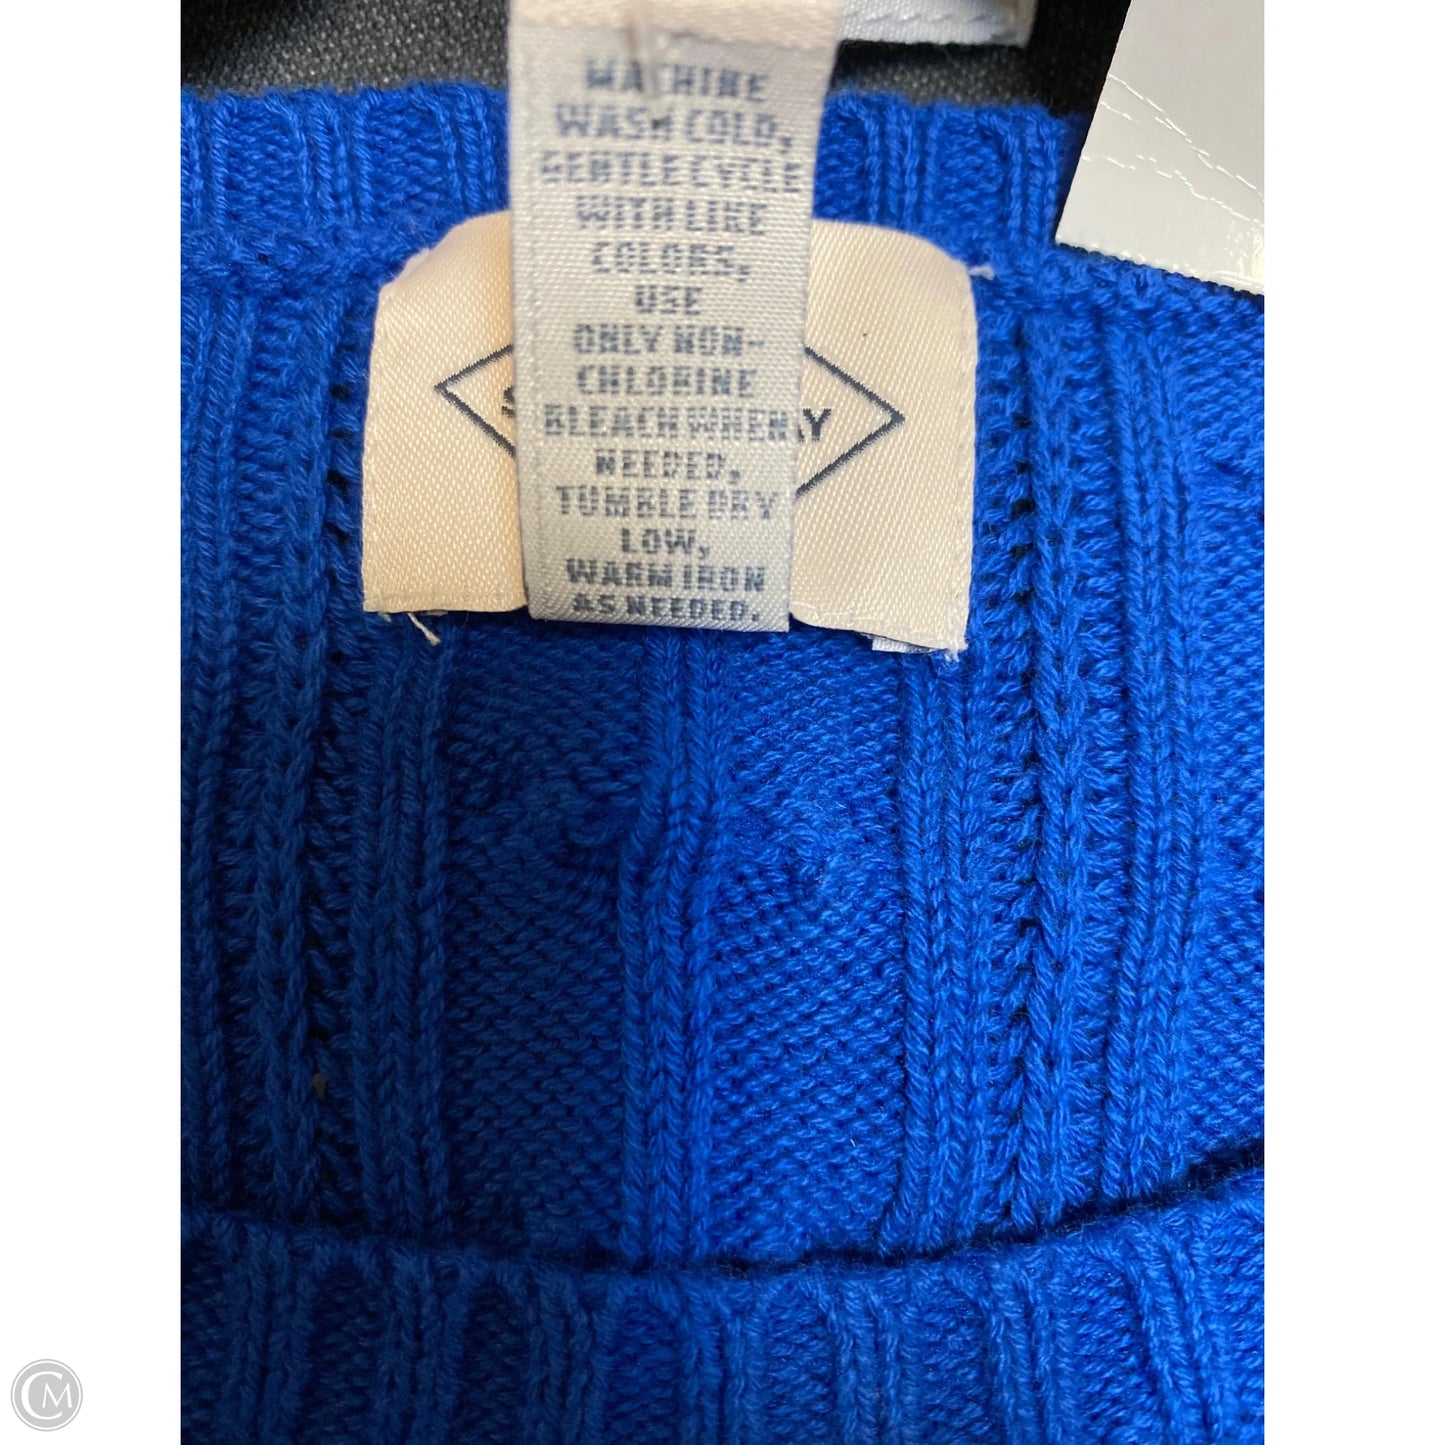 MACHINE
WASH COLD,
GENTLE CYCLE
WITH LIKE
COLORS,
USE
ONLY NON-
CHLORINE
BLEACH WHEN
NEEDED,
TUMBLE DRY
LOW,
WARM IRON
AS NEEDED.
CM